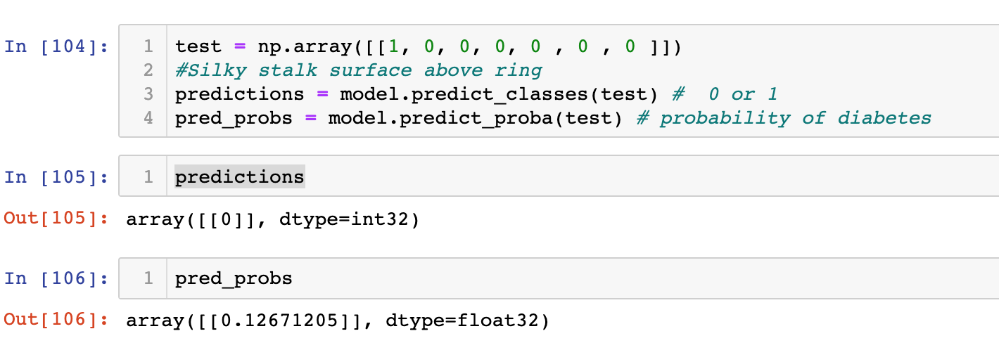 In [104]:
1 test = np.array([[1, 0, 0, 0, 0 , 0 , 0 ]])
2 #Silky stalk surface above ring
3 predictions = model.predict_classes(test) #  0 or 1
4 pred_probs = model.predict_proba(test) # probability of diabetes
In [105]:
1 predictions
Out[105]: array([[0]], dtype=int32)
In [106]:
1 pred_probs
Out[106]: array([[0.12671205]], dtype=float32)